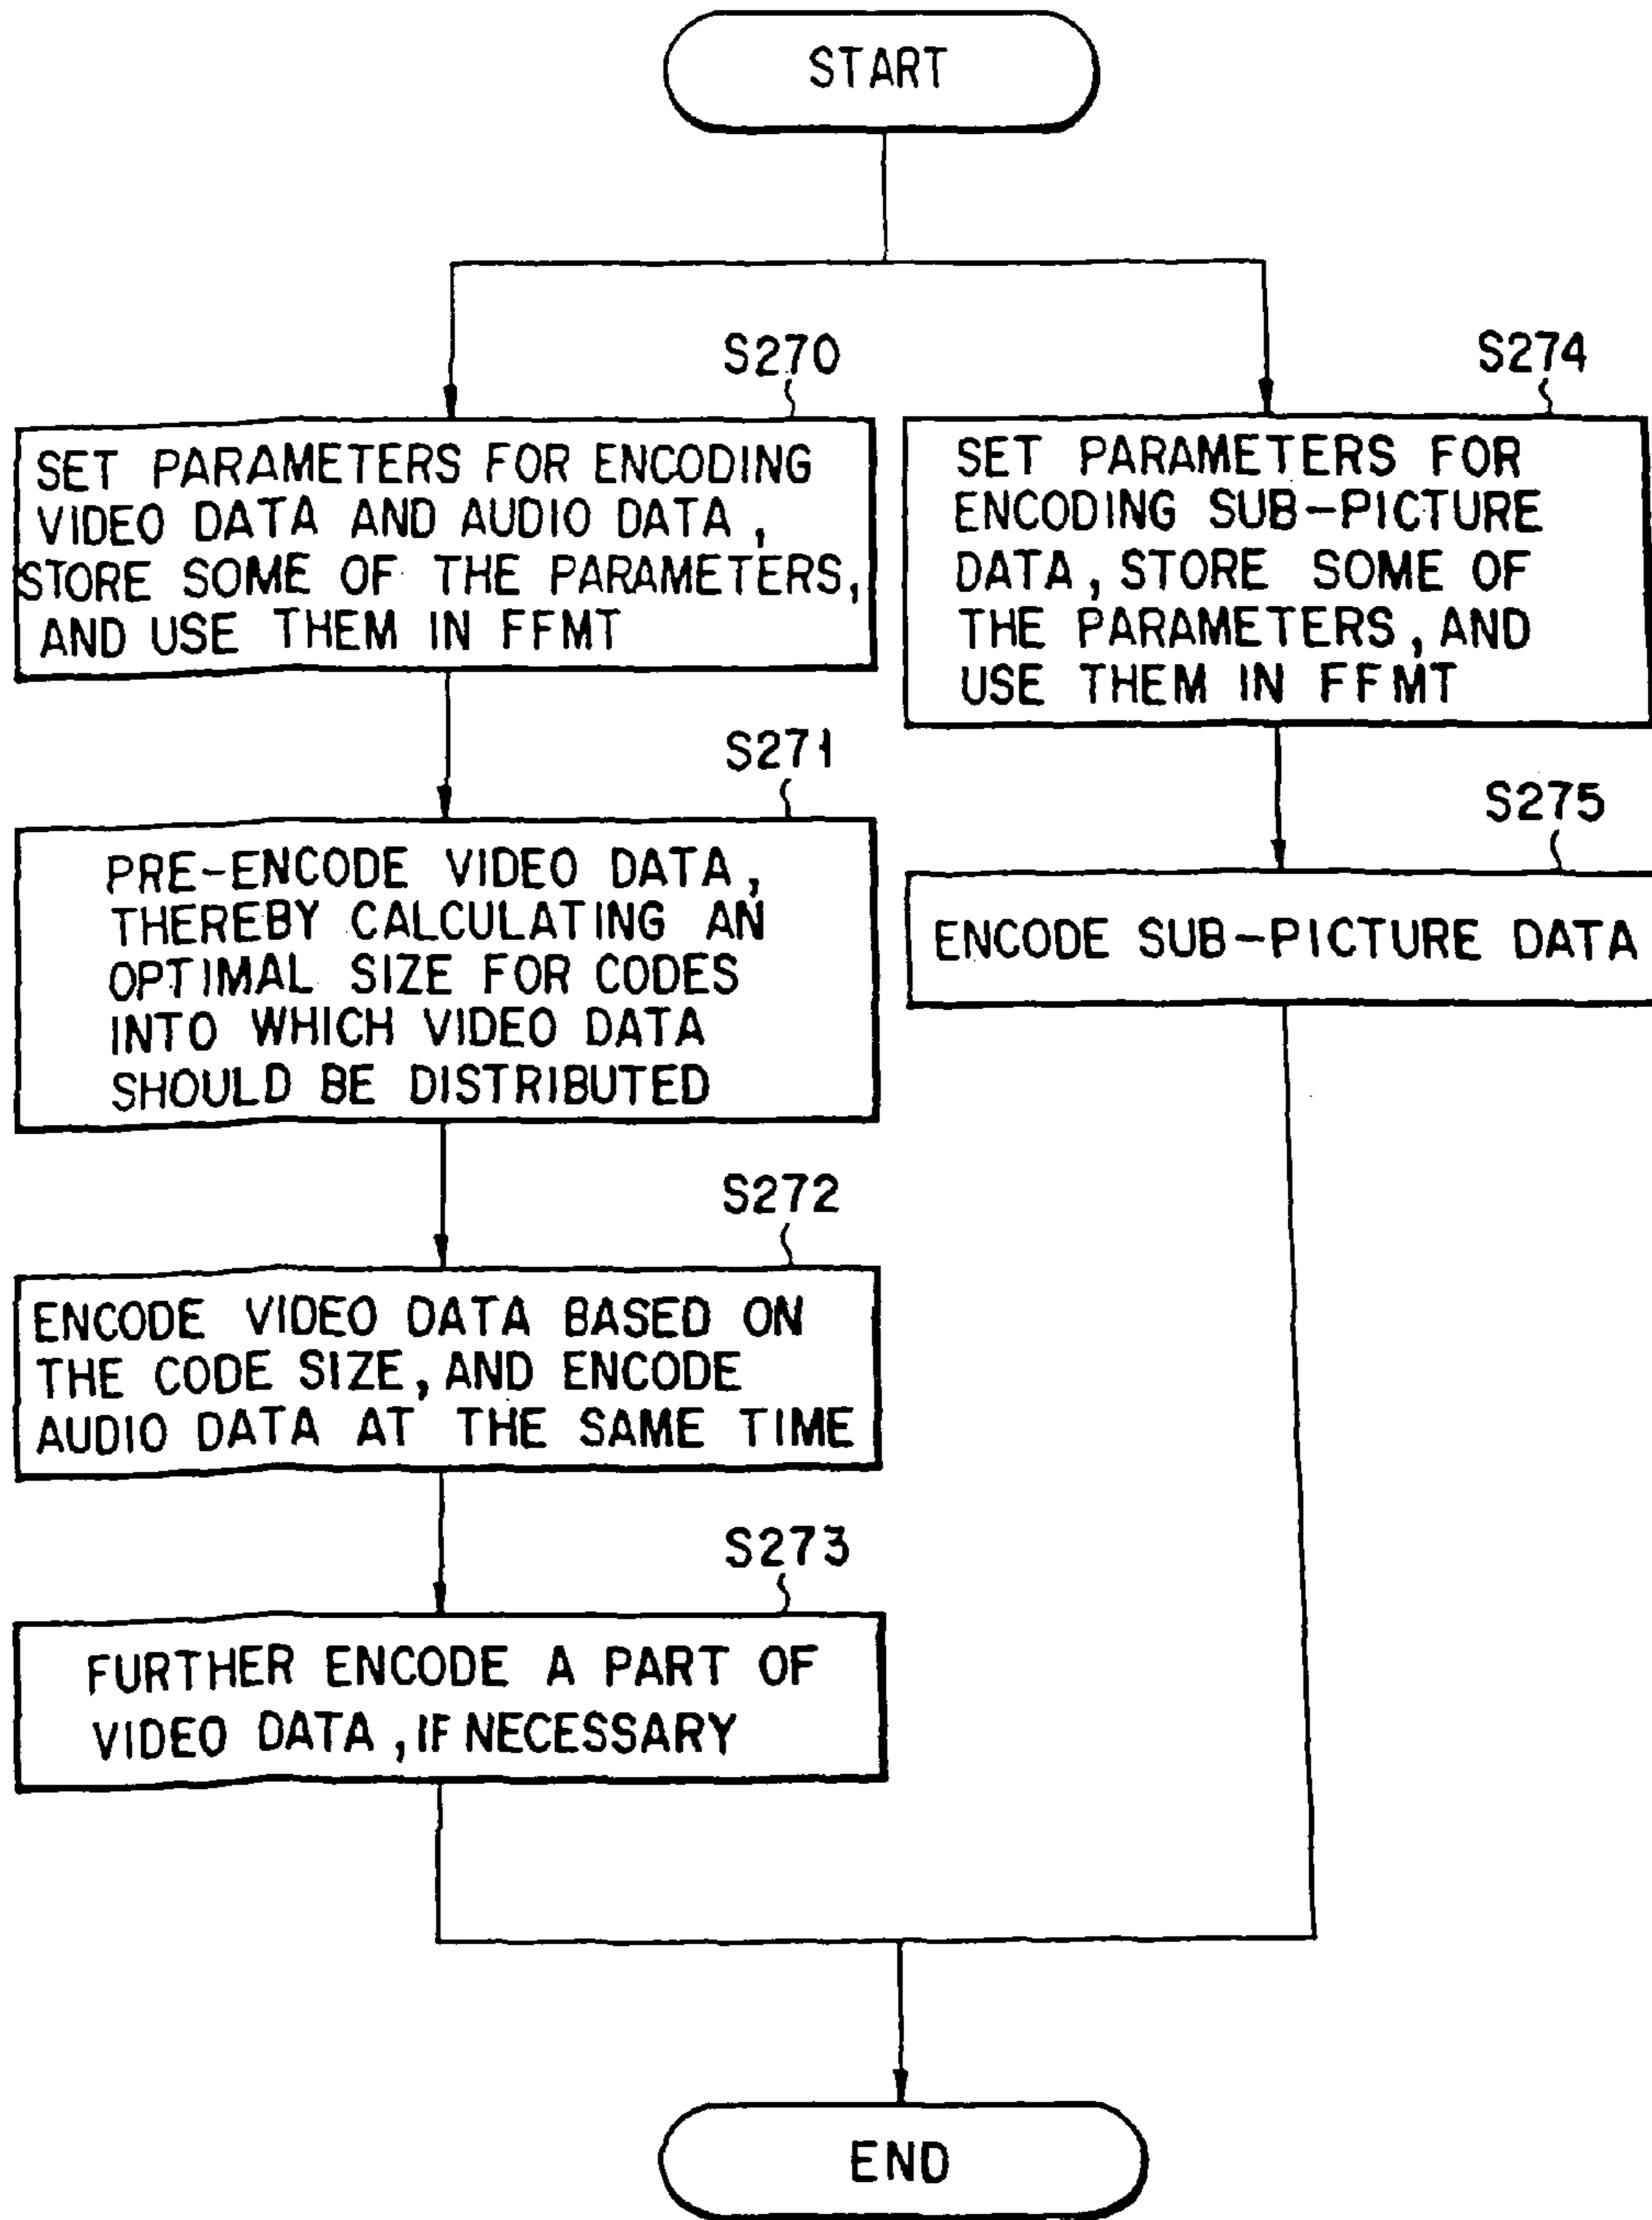 START
S270
SET PARAMETERS FOR ENCODING
VIDEO DATA AND AUDIO DATA,
STORE SOME OF THE PARAMETERS,
AND USE THEM IN FFMT
S271
PRE-ENCODE VIDEO DATA,
THEREBY CALCULATING AN
OPTIMAL SIZE FOR CODES
INTO WHICH VIDEO DATA
SHOULD BE DISTRIBUTED
S272
ENCODE VIDEO DATA BASED ON
THE CODE SIZE, AND ENCODE
AUDIO DATA AT THE SAME TIME
S273
FURTHER ENCODE A PART OF
VIDEO DATA, IF NECESSARY
S274
SET PARAMETERS FOR
ENCODING SUB-PICTURE
DATA, STORE SOME OF
THE PARAMETERS, AND
USE THEM IN FFMT
S275
ENCODE SUB-PICTURE DATA
END